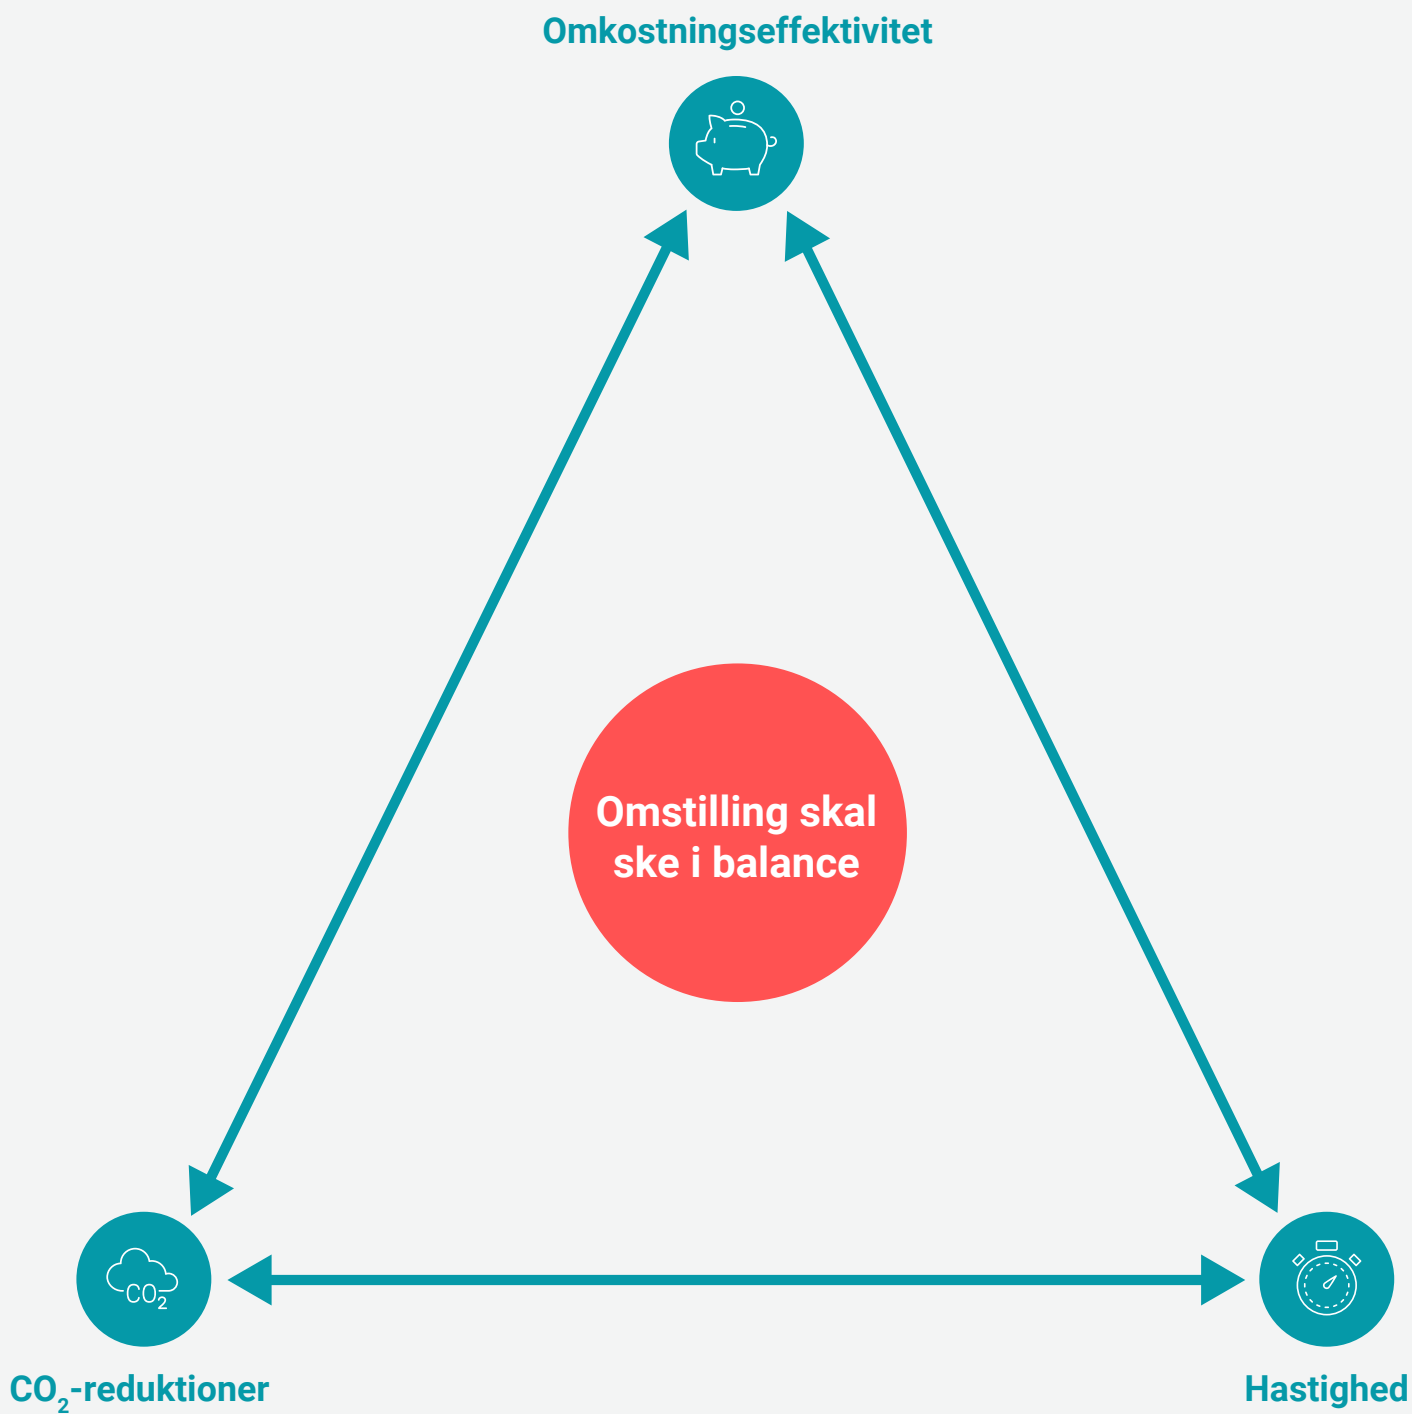 Omkostningseffektivitet
Omstilling skal
ske i balance
CO₂
CO₂-reduktioner
Hastighed